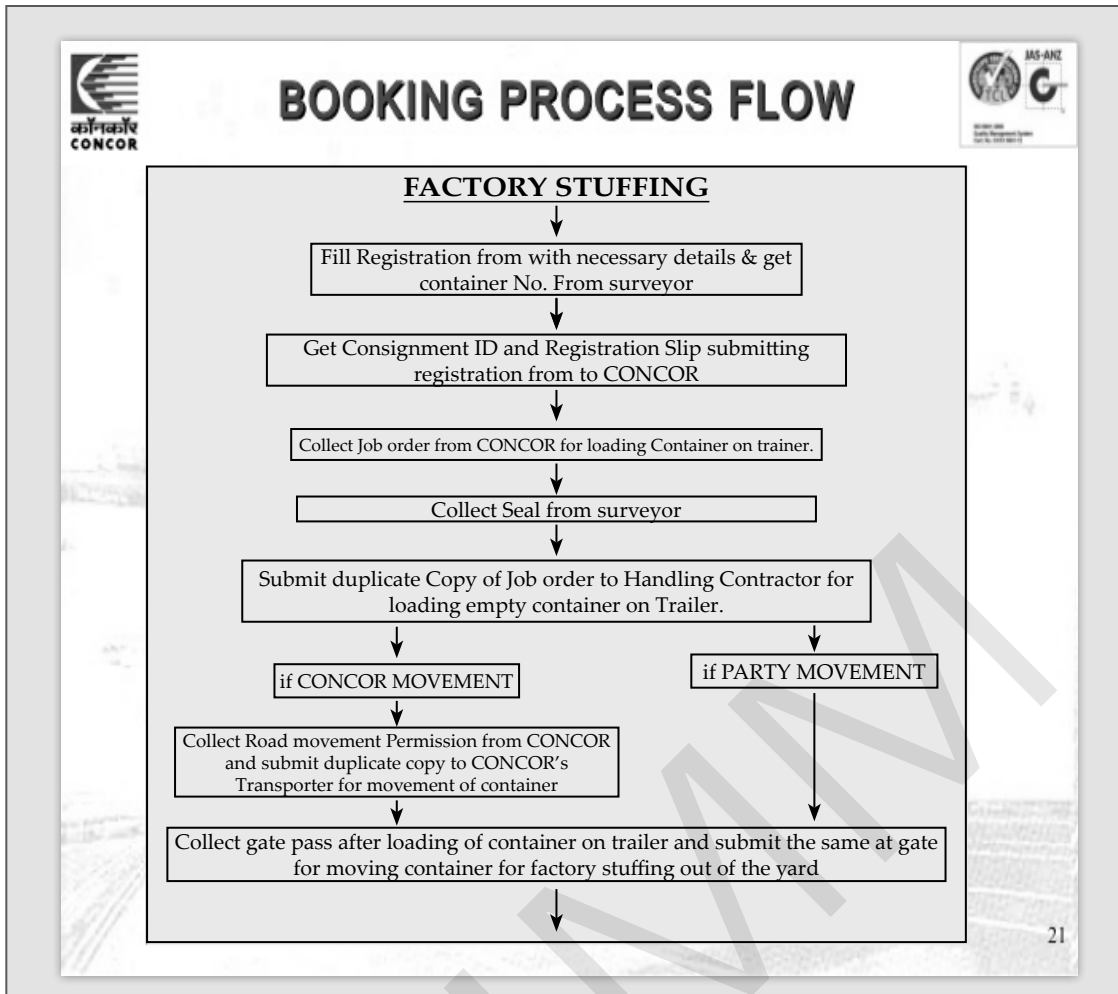 कॉनकॉर
CONCOR
BOOKING PROCESS FLOW
JAS-ANZ
FACTORY STUFFING
Fill Registration from with necessary details & get
container No. From surveyor
Get Consignment ID and Registration Slip submitting
registration from to CONCOR
Collect Job order from CONCOR for loading Container on trainer.
Collect Seal from surveyor
Submit duplicate Copy of Job order to Handling Contractor for
loading empty container on Trailer.
if CONCOR MOVEMENT
if PARTY MOVEMENT
Collect Road movement Permission from CONCOR
and submit duplicate copy to CONCOR's
Transporter for movement of container
Collect gate pass after loading of container on trailer and submit the same at gate
for moving container for factory stuffing out of the yard
21